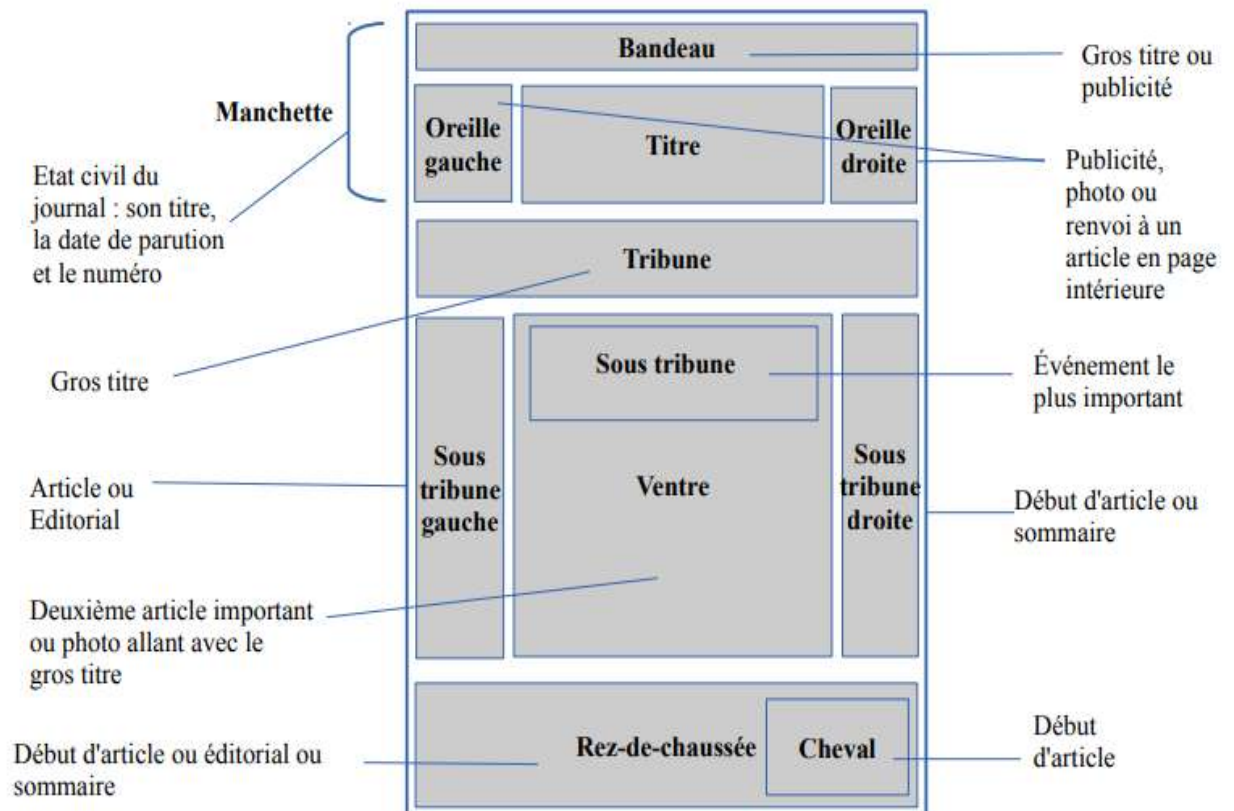 Bandeau
Gros titre ou
publicité
Manchette
Oreille
gauche
Titre
Oreille
droite
Etat civil du
journal : son titre,
la date de parution
et le numéro
Publicité,
photo ou
renvoi à un
article en page
intérieure
Tribune
Gros titre
Sous tribune
Événement le
plus important
Sous
tribune
gauche
Ventre
Sous
tribune
droite
Article ou
Editorial
Début d'article ou
sommaire
Deuxième article important
ou photo allant avec le
gros titre
Rez-de-chaussée
Cheval
Début
d'article
Début d'article ou éditorial ou
sommaire